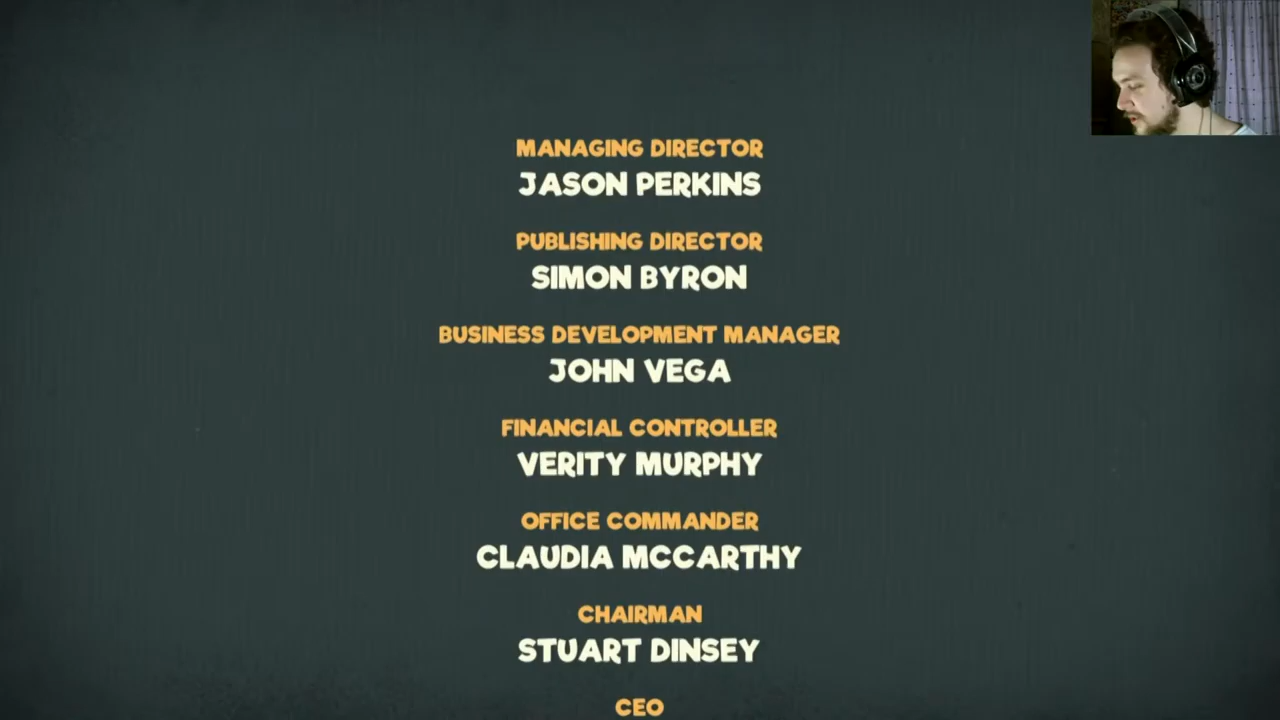 MANAGING DIRECTOR
JASON PERKINS
PUBLISHING DIRECTOR
SIMON BYRON
BUSINESS DEVELOPMENT MANAGER
JOHN VEGA
FINANCIAL CONTROLLER
VERITY MURPHY
OFFICE COMMANDER
CLAUDIA MCCARTHY
CHAIRMAN
STUART DINSEY
CEO